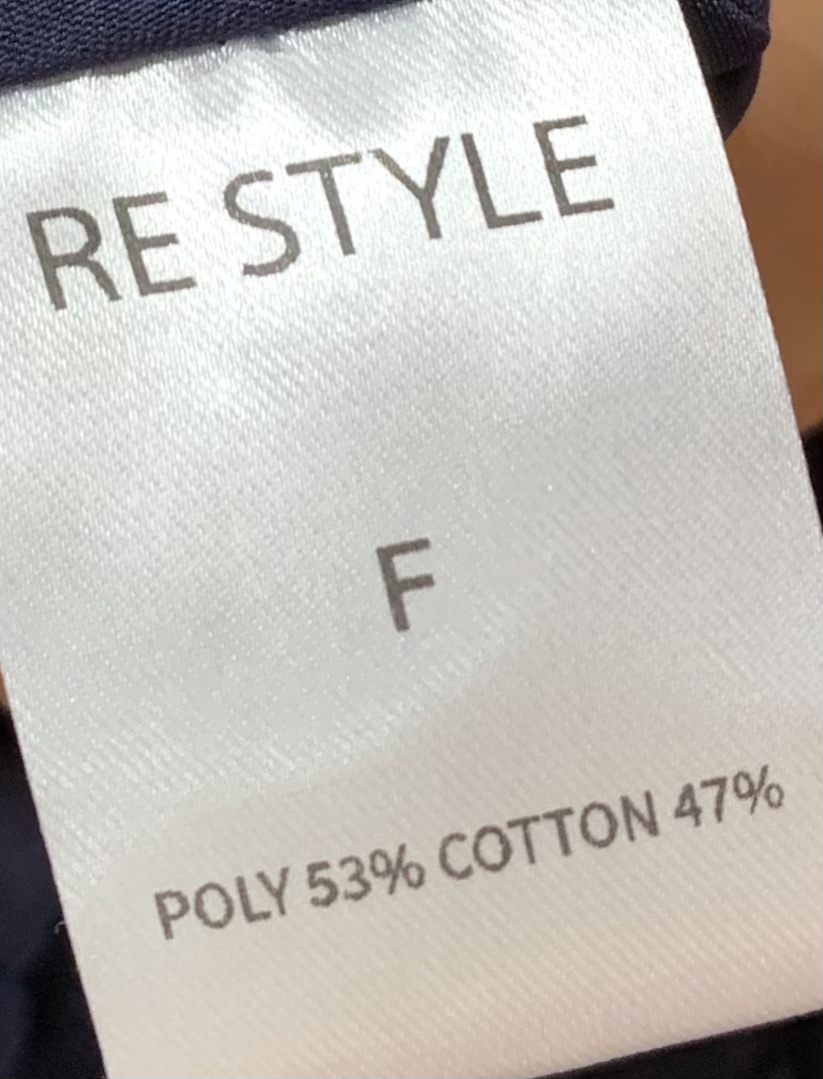 RE STYLE
F
POLY 53% COTTON 47%